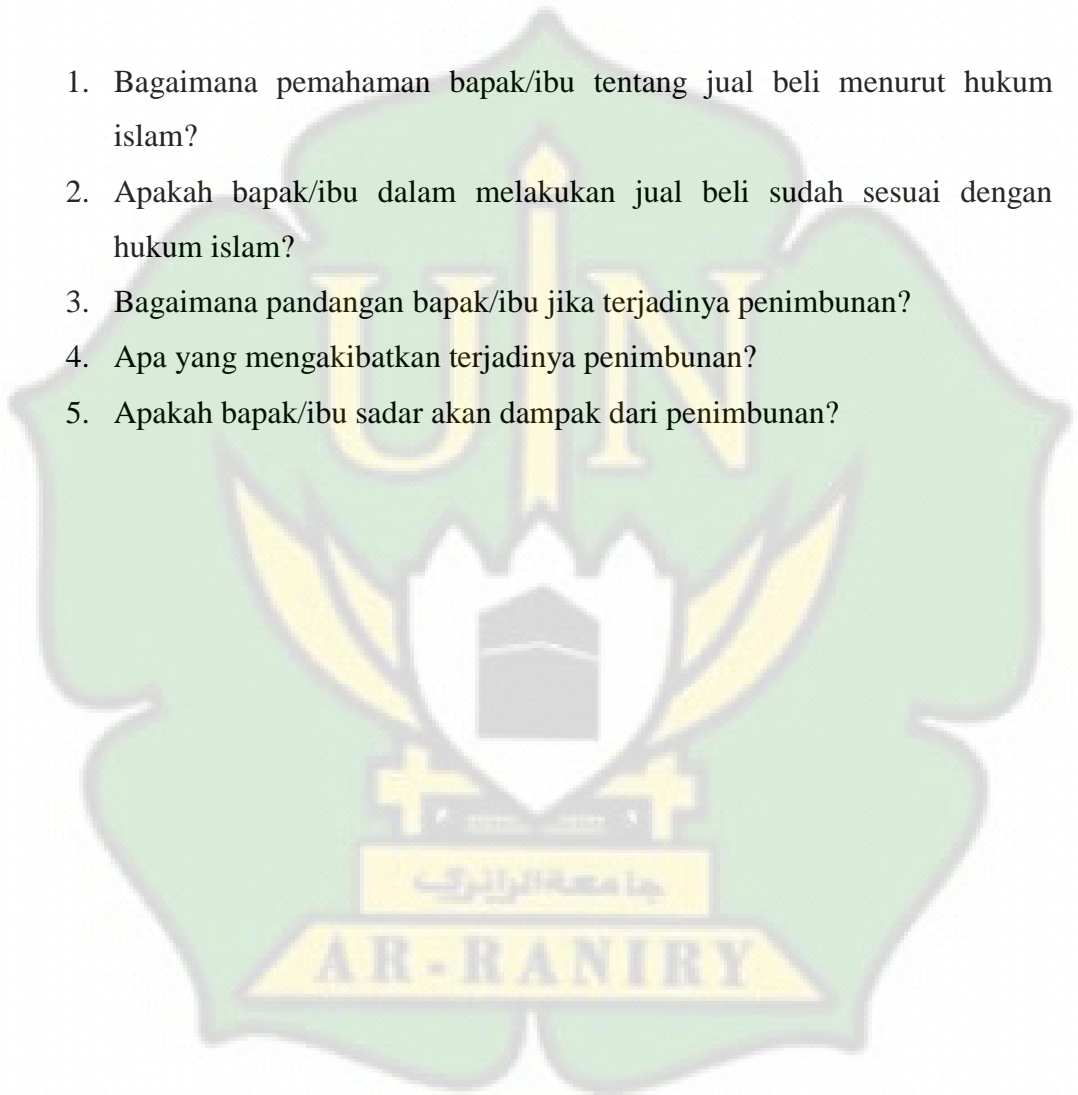 1. Bagaimana pemahaman bapak/ibu tentang jual beli menurut hukum
islam?
2. Apakah bapak/ibu dalam melakukan jual beli sudah sesuai dengan
hukum islam?
3. Bagaimana pandangan bapak/ibu jika terjadinya penimbunan?
4. Apa yang mengakibatkan terjadinya penimbunan?
5. Apakah bapak/ibu sadar akan dampak dari penimbunan?
UIN
جامعة الرانري
AR-RANIRY